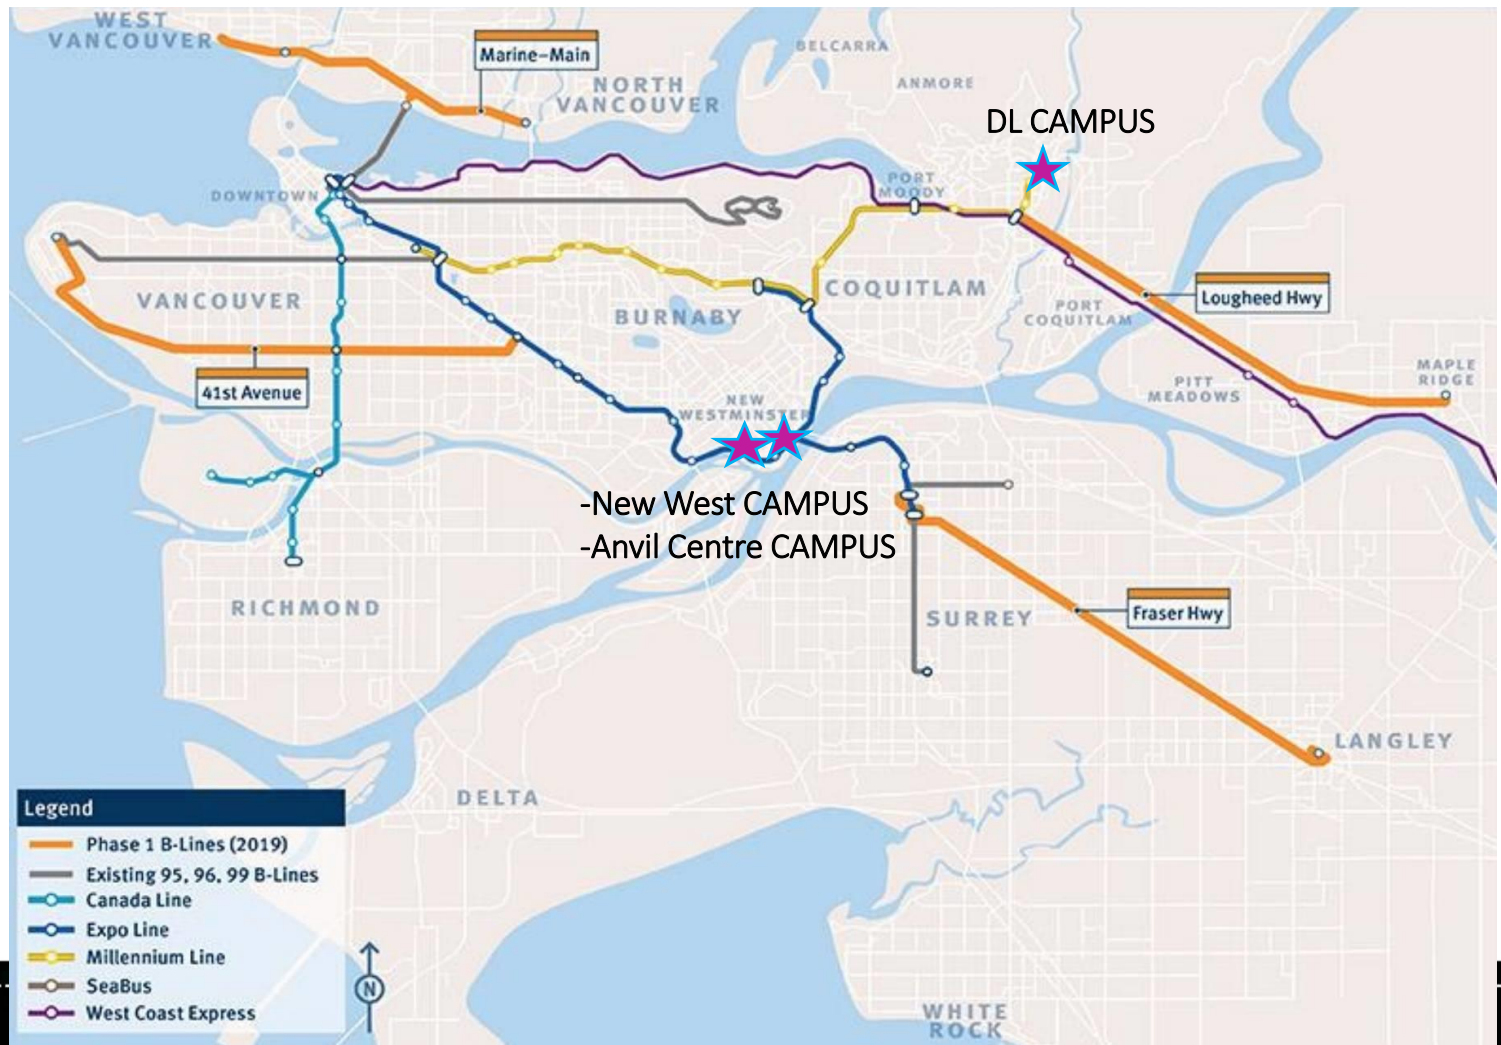 WEST
VANCOUVER
Marine–Main
NORTH
VANCOUVER
BELCARRA
ANMORE
DL CAMPUS
DOWNTOWN
PORT
MOODY
VANCOUVER
BURNABY
COQUITLAM
Lougheed Hwy
PORT
COQUITLAM
41st Avenue
NEW
WESTMINSTER
PITT
MEADOWS
MAPLE
RIDGE
-New West CAMPUS
-Anvil Centre CAMPUS
RICHMOND
SURREY
Fraser Hwy
LANGLEY
DELTA
Legend
Phase 1 B-Lines (2019)
Existing 95, 96, 99 B-Lines
Canada Line
Expo Line
Millennium Line
SeaBus
West Coast Express
N
WHITE
ROCK